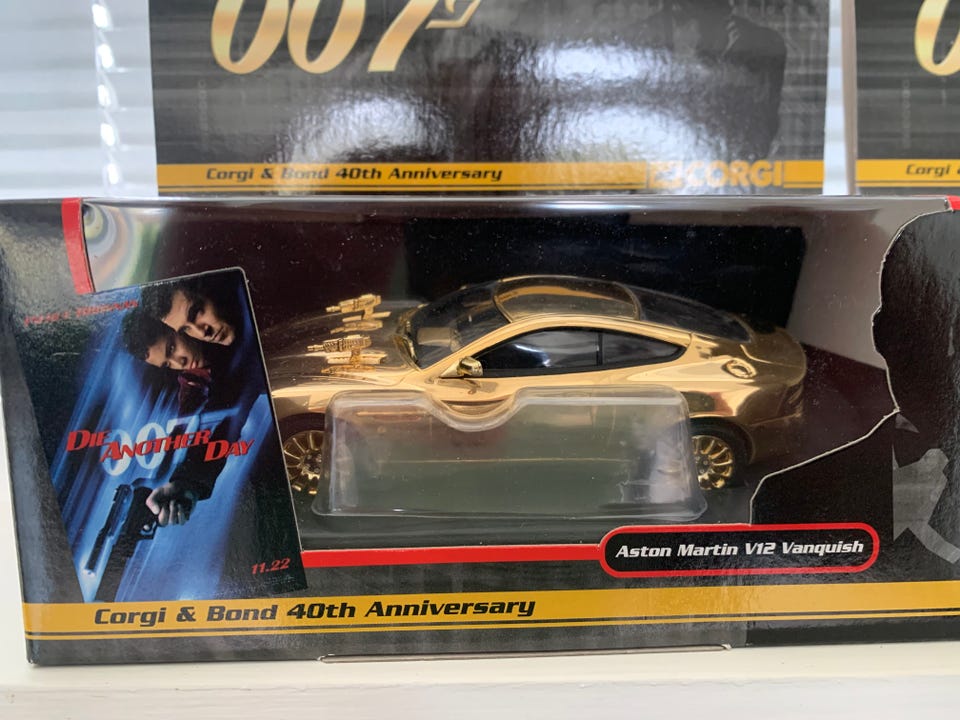 007
Corgi & Bond 40th Anniversary
CORGI
Corgi &
DIE ANOTHER DAY
007
11.22
Aston Martin V12 Vanquish
Corgi & Bond 40th Anniversary